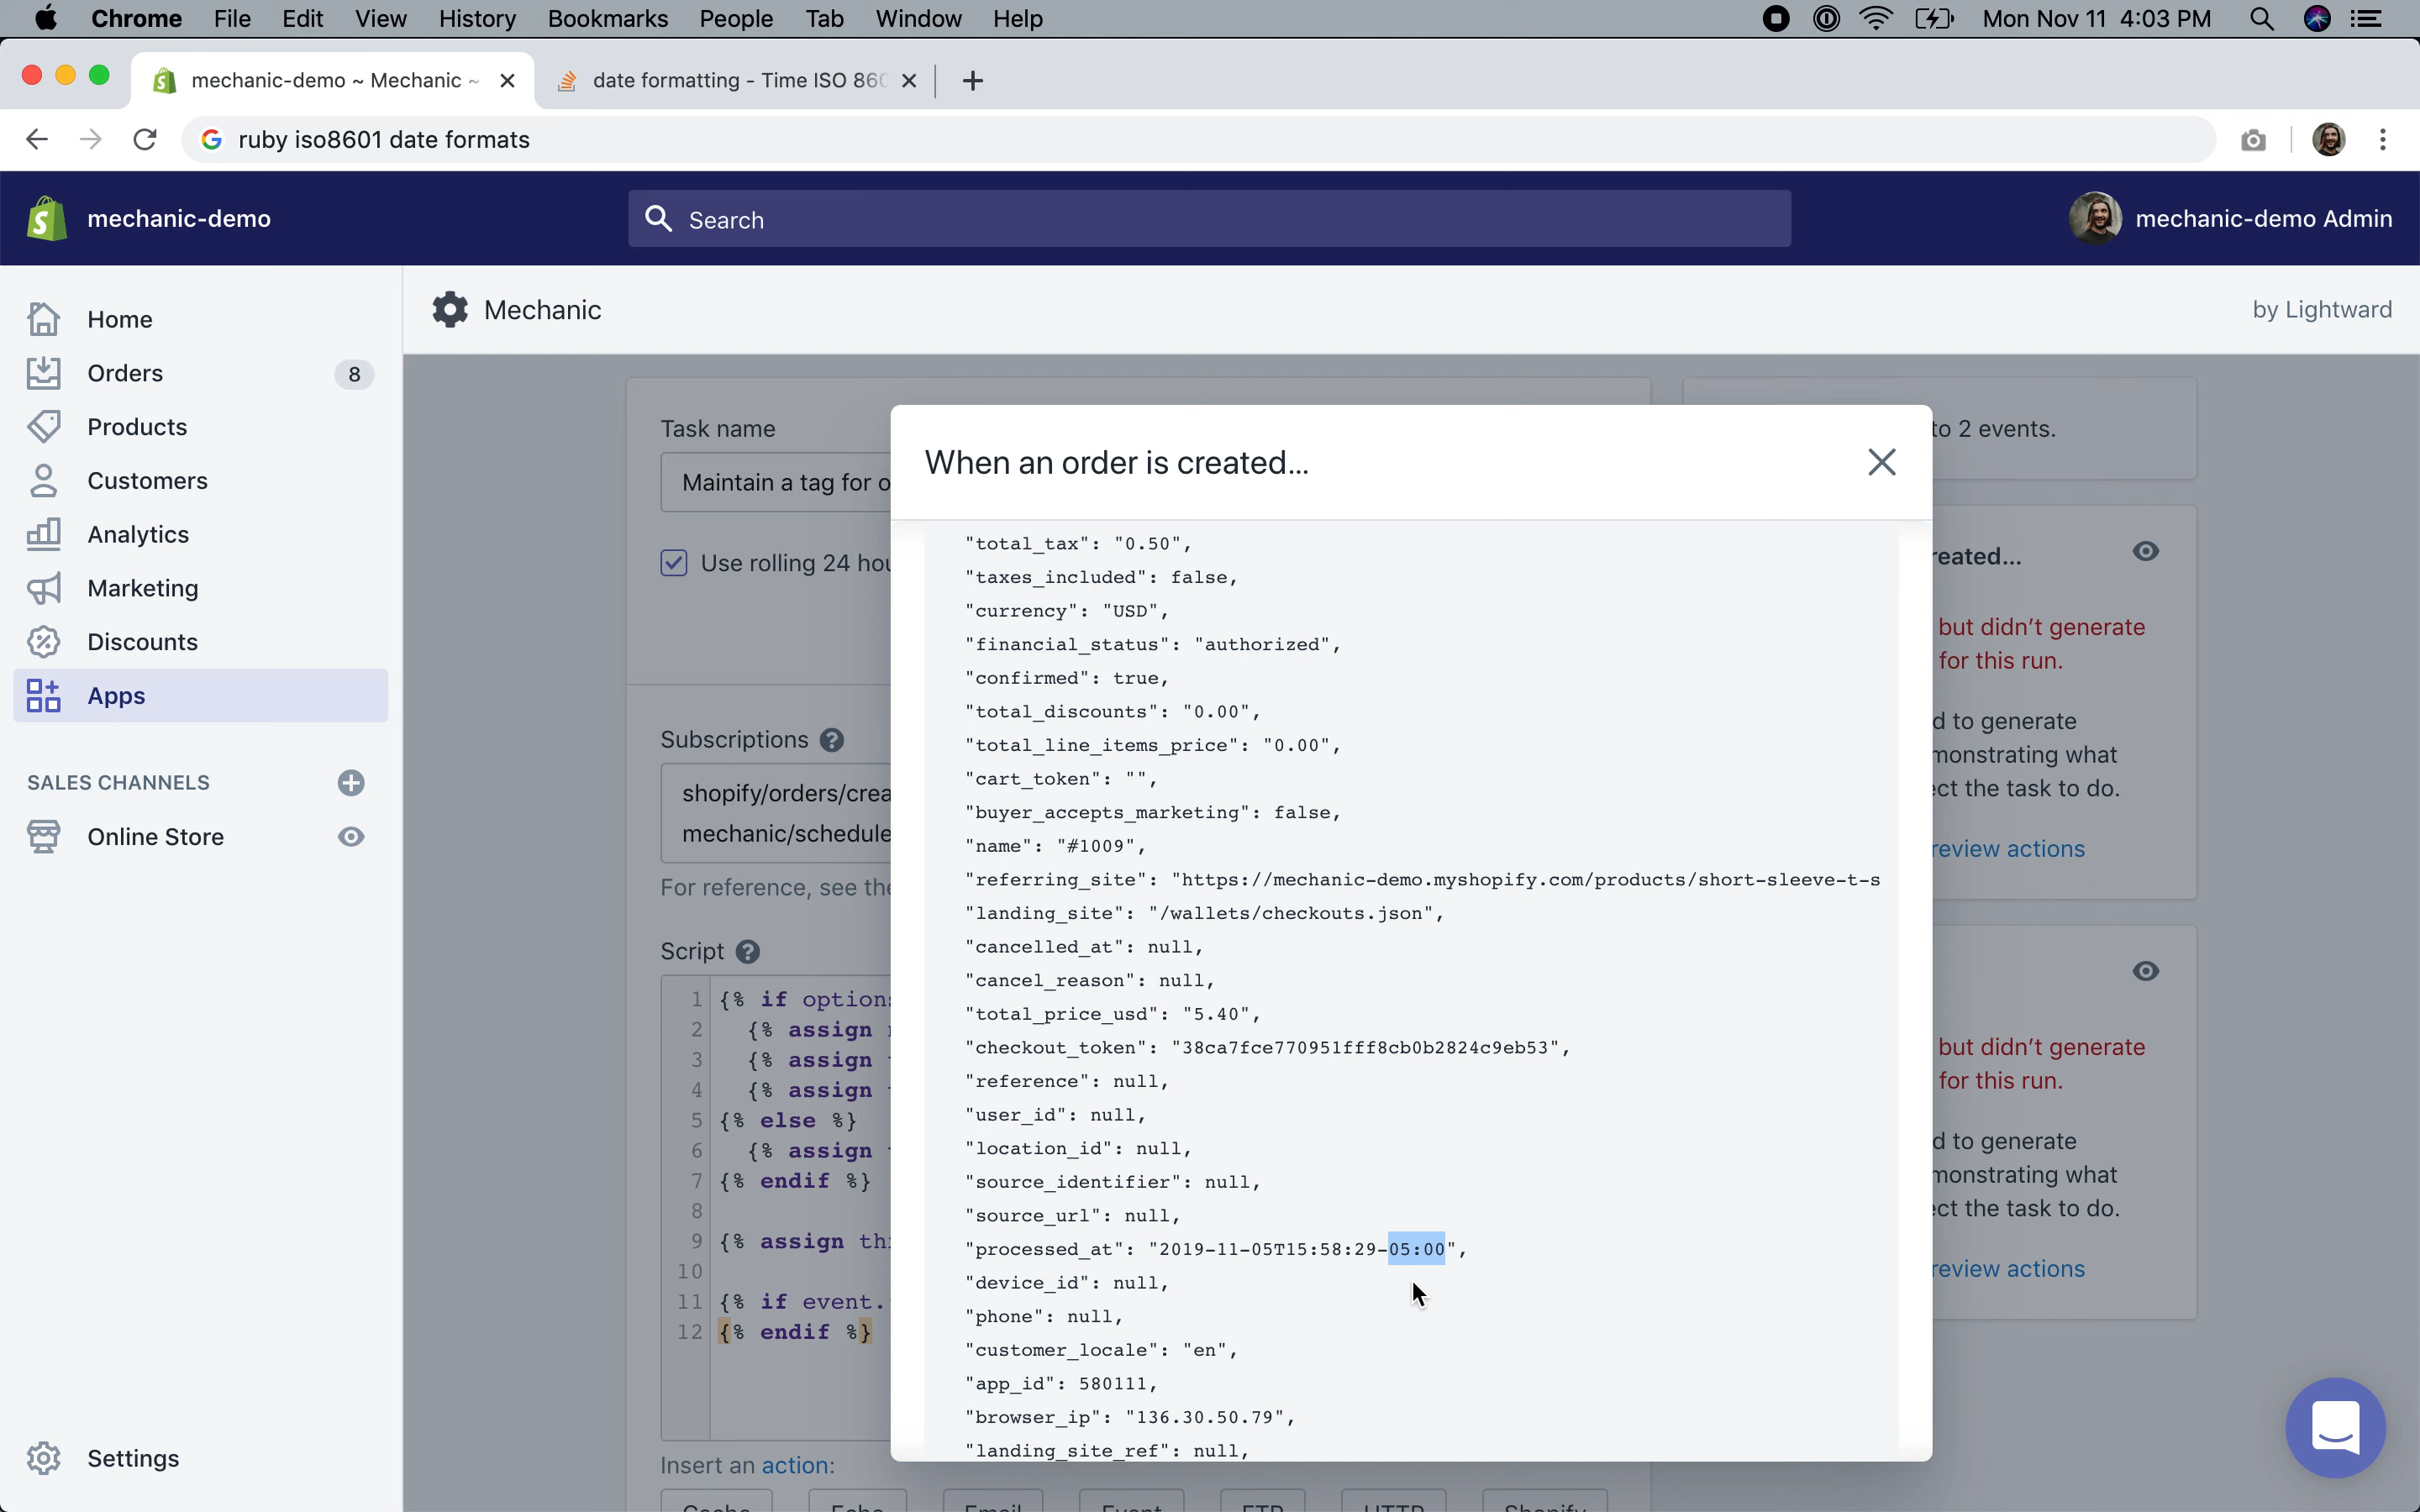 Chrome File Edit View History Bookmarks People Tab Window Help Mon Nov 11 4:03 PM
mechanic-demo ~ Mechanic ~ date formatting - Time ISO 860
ruby iso8601 date formats
mechanic-demo
Search
mechanic-demo Admin
Home
Orders 8
Products
Customers
Analytics
Marketing
Discounts
Apps
SALES CHANNELS
Online Store
Settings
Mechanic
by Lightward
Task name
Maintain a tag for o
Use rolling 24 hou
Subscriptions
shopify/orders/crea
mechanic/schedule
For reference, see the
Script
1 {% if options
2 {% assign
3 {% assign
4 {% assign
5 {% else %}
6 {% assign
7 {% endif %}
8
9 {% assign thi
10
11 {% if event.
12 {% endif %}
Insert an action:
Cache Echo Email Event FTP HTTP Shopify
When an order is created...
"total_tax": "0.50",
"taxes_included": false,
"currency": "USD",
"financial_status": "authorized",
"confirmed": true,
"total_discounts": "0.00",
"total_line_items_price": "0.00",
"cart_token": "",
"buyer_accepts_marketing": false,
"name": "#1009",
"referring_site": "https://mechanic-demo.myshopify.com/products/short-sleeve-t-s
"landing_site": "/wallets/checkouts.json",
"cancelled_at": null,
"cancel_reason": null,
"total_price_usd": "5.40",
"checkout_token": "38ca7fce770951fff8cb0b2824c9eb53",
"reference": null,
"user_id": null,
"location_id": null,
"source_identifier": null,
"source_url": null,
"processed_at": "2019-11-05T15:58:29-05:00",
"device_id": null,
"phone": null,
"customer_locale": "en",
"app_id": 580111,
"browser_ip": "136.30.50.79",
"landing_site_ref": null,
to 2 events.
reated...
but didn't generate
for this run.
d to generate
monstrating what
ect the task to do.
review actions
but didn't generate
for this run.
d to generate
monstrating what
ect the task to do.
review actions